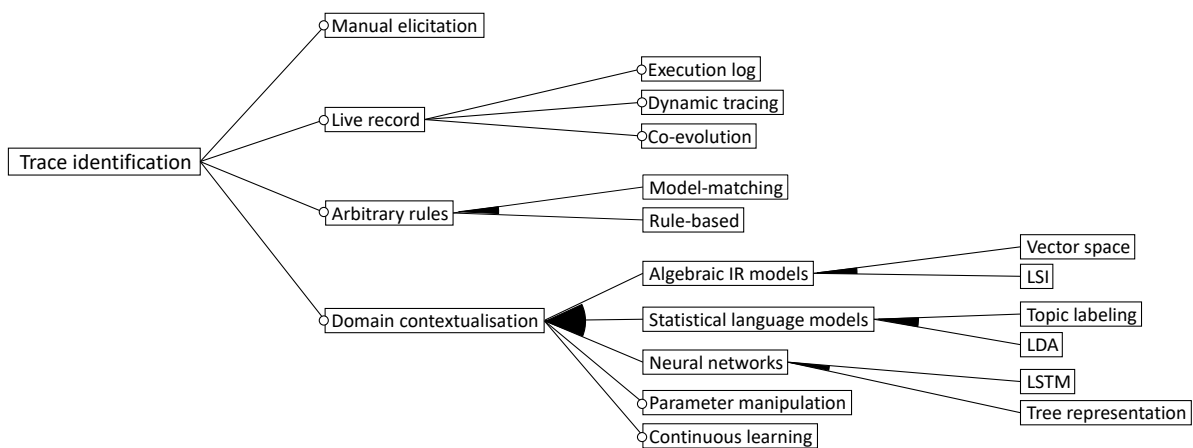 Manual elicitation
Execution log
Dynamic tracing
Live record
Co-evolution
Trace identification
Model-matching
Arbitrary rules
Rule-based
Vector space
Algebraic IR models
LSI
Domain contextualisation
Statistical language models
Topic labeling
LDA
Neural networks
LSTM
Parameter manipulation
Tree representation
Continuous learning